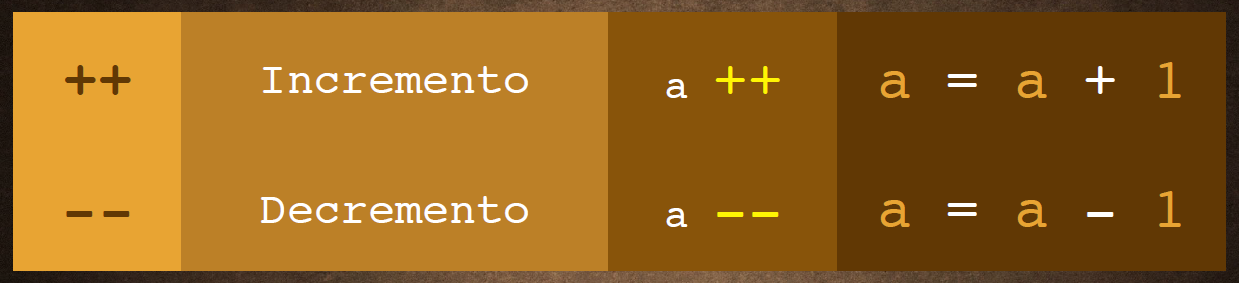 ++ Incremento a ++ a = a + 1
-- Decremento a -- a = a - 1